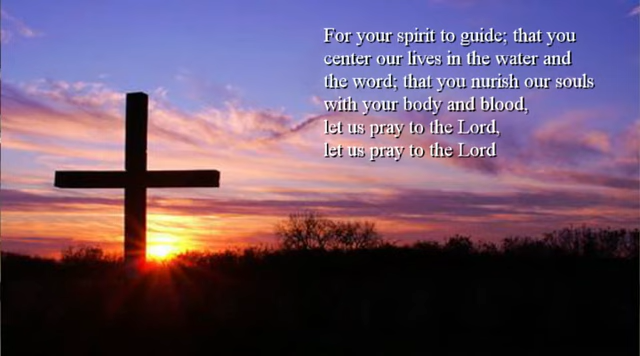 For your spirit to guide; that you
center our lives in the water and
the word; that you nurish our souls
with your body and blood,
let us pray to the Lord,
let us pray to the Lord